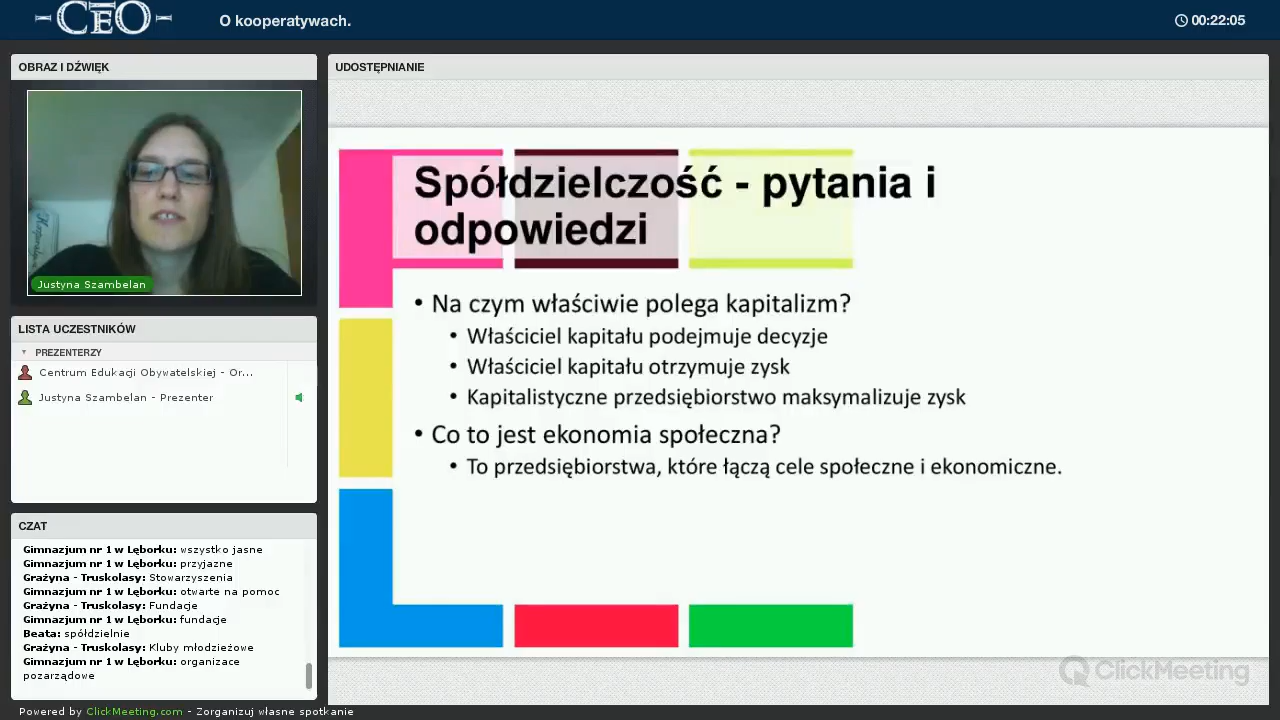 CEO
O kooperatywach.
00:22:05
OBRAZ I DŹWIĘK
Justyna Szambelan
LISTA UCZESTNIKÓW
PREZENTERZY
Centrum Edukacji Obywatelskiej - Or...
Justyna Szambelan - Prezenter
CZAT
Gimnazjum nr 1 w Lęborku: wszystko jasne
Gimnazjum nr 1 w Lęborku: przyjazne
Grażyna - Truskolasy: Stowarzyszenia
Gimnazjum nr 1 w Lęborku: otwarte na pomoc
Grażyna - Truskolasy: Fundacje
Gimnazjum nr 1 w Lęborku: fundacje
Beata: spółdzielnie
Grażyna - Truskolasy: Kluby młodzieżowe
Gimnazjum nr 1 w Lęborku: organizace
pozarządowe
UDOSTĘPNIANIE
Spółdzielczość - pytania i
odpowiedzi
• Na czym właściwie polega kapitalizm?
• Właściciel kapitału podejmuje decyzje
• Właściciel kapitału otrzymuje zysk
• Kapitalistyczne przedsiębiorstwo maksymalizuje zysk
• Co to jest ekonomia społeczna?
• To przedsiębiorstwa, które łączą cele społeczne i ekonomiczne.
ClickMeeting
Powered by ClickMeeting.com - Zorganizuj własne spotkanie